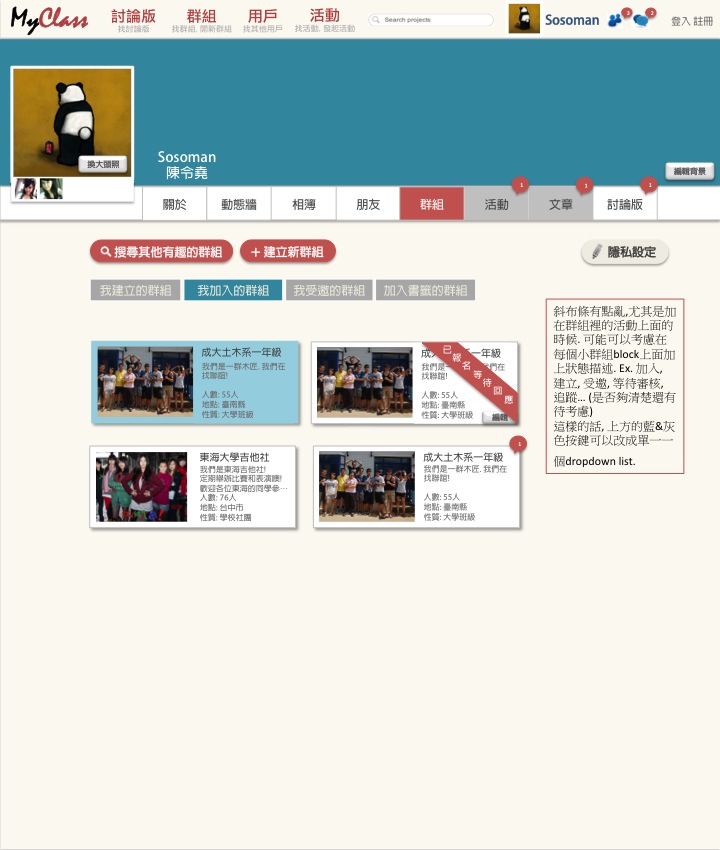 MyClass
討論版
找討論版
群組
找群組, 開新群組
用戶
找其他用戶
活動
找活動, 發起活動
Search projects
Sosoman
3
2
登入 註冊
換大頭照
Sosoman
陳令堯
編輯背景
關於
動態牆
相簿
朋友
群組
活動
1
文章
1
討論版
1
搜尋其他有趣的群組
+ 建立新群組
隱私設定
我建立的群組
我加入的群組
我受邀的群組
加入書籤的群組
斜布條有點亂,尤其是加
在群組裡的活動上面的
時候. 可能可以考慮在
每個小群組block上面加
上狀態描述. Ex. 加入,
建立, 受邀, 等待審核,
追蹤... (是否夠清楚還有
待考慮)
這樣的話, 上方的藍&灰
色按鍵可以改成單一一
個dropdown list.
成大土木系一年級
我們是一群木匠. 我們在
找聯誼!
人數: 55人
地點: 臺南縣
性質: 大學班級
成大土木系一年級
我們是一群木匠. 我們在
找聯誼!
人數: 55人
地點: 臺南縣
性質: 大學班級
已報名等待回應
編輯
東海大學吉他社
我們是東海吉他社!
定期舉辦比賽和表演噢!
歡迎各位東海的同學參…
人數: 76人
地點: 台中市
性質: 學校社團
1
成大土木系一年級
我們是一群木匠. 我們在
找聯誼!
人數: 55人
地點: 臺南縣
性質: 大學班級